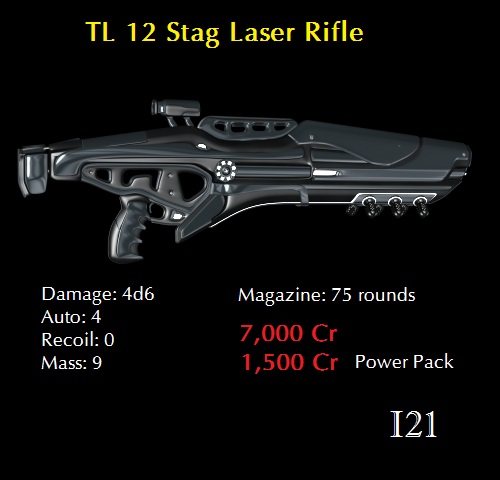 TL 12 Stag Laser Rifle
Damage: 4d6
Auto: 4
Recoil: 0
Mass: 9
Magazine: 75 rounds
7,000 Cr
1,500 Cr Power Pack
I21